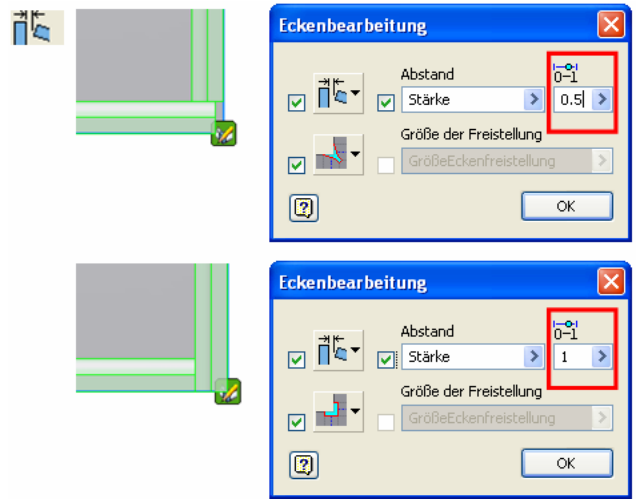 Eckenbearbeitung
Abstand
0-1
Stärke
0.5
Größe der Freistellung
GrößeEckenfreistellung
OK
Eckenbearbeitung
Abstand
0-1
Stärke
1
Größe der Freistellung
GrößeEckenfreistellung
OK